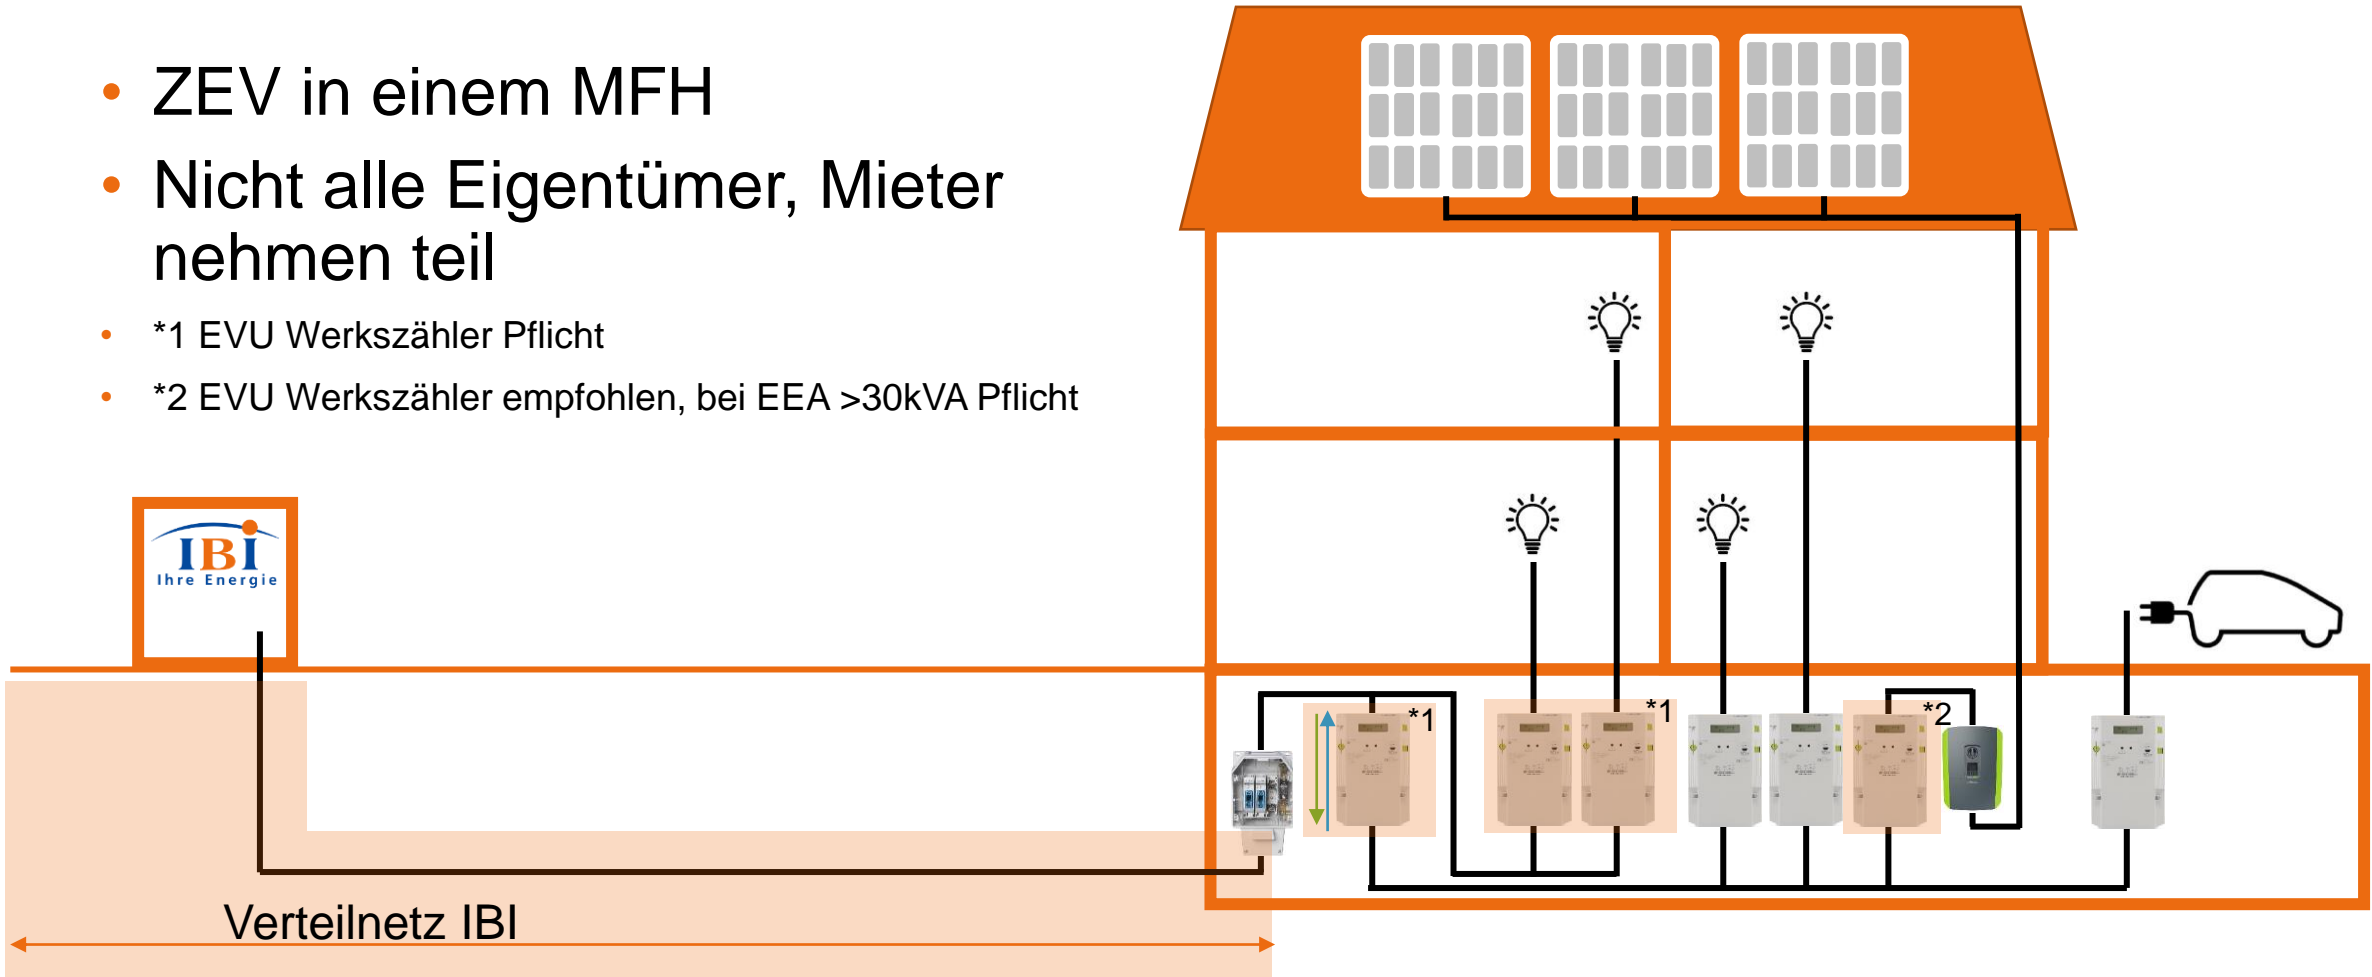 ZEV in einem MFH
Nicht alle Eigentümer, Mieter
nehmen teil
*1 EVU Werkszähler Pflicht
*2 EVU Werkszähler empfohlen, bei EEA >30kVA Pflicht
IBI
Ihre Energie
*1
*1
*2
Verteilnetz IBI